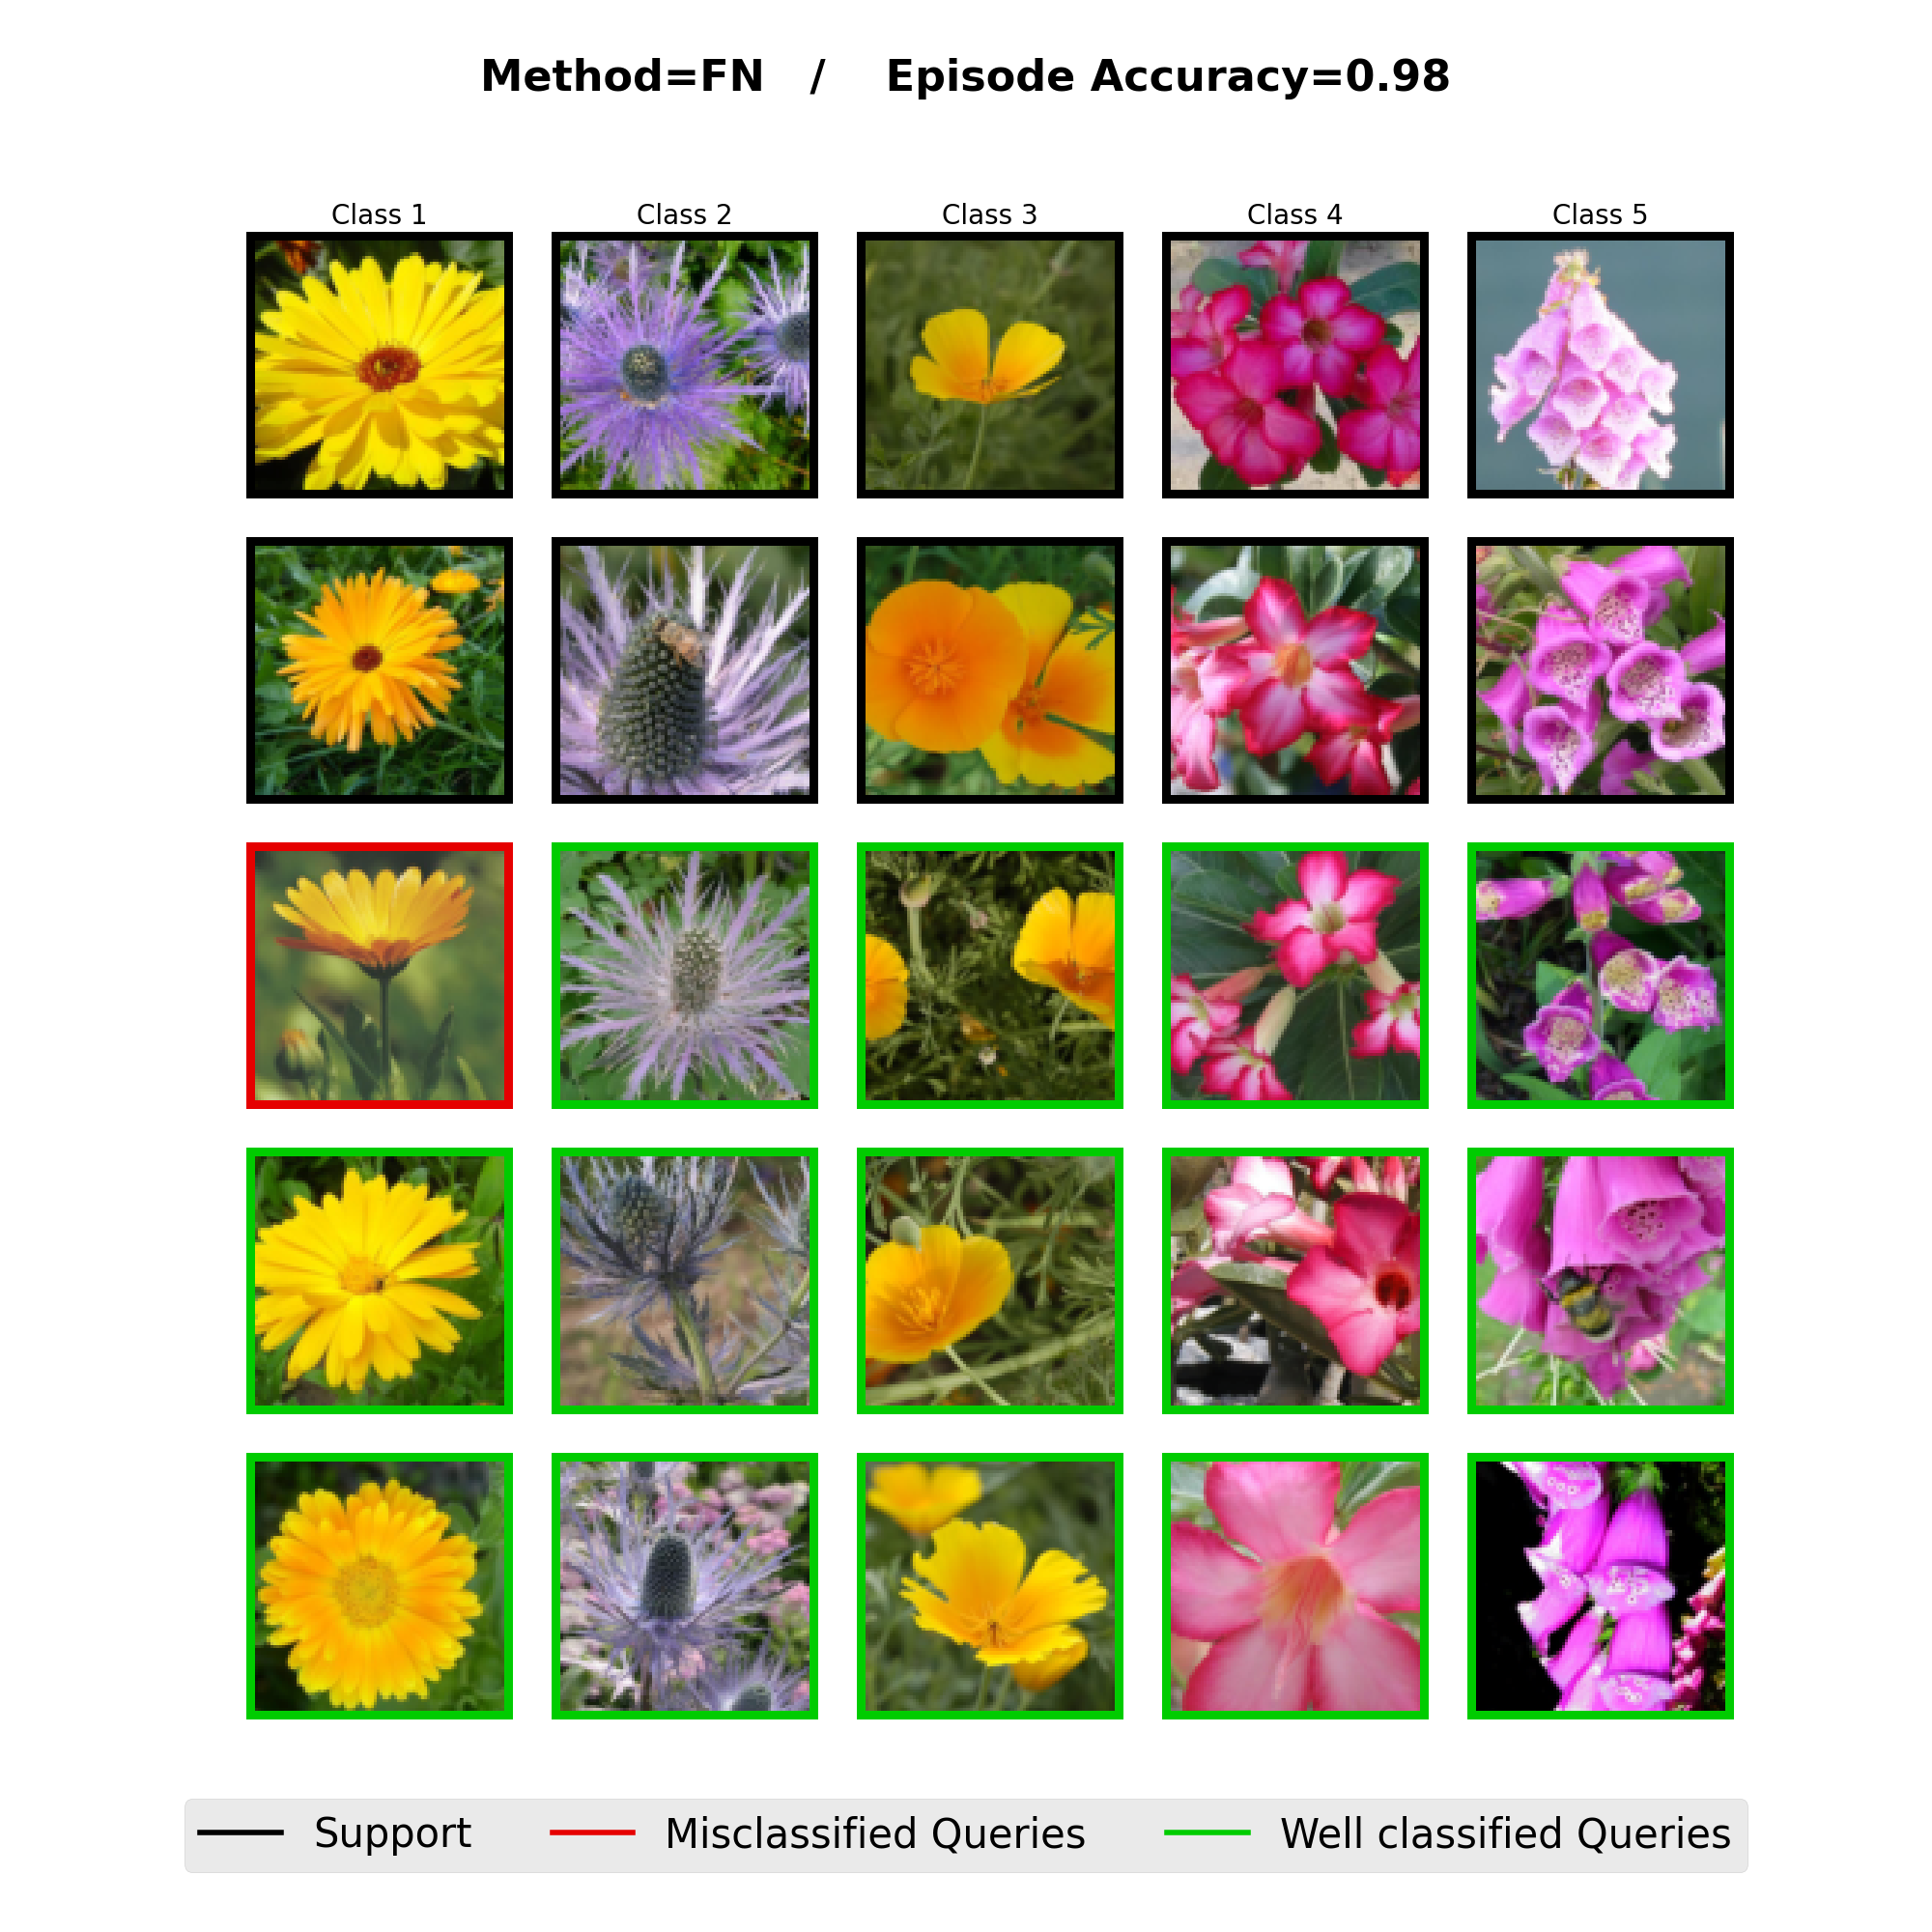 Method=FN / Episode Accuracy=0.98
Class 1 Class 2 Class 3 Class 4 Class 5
Support Misclassified Queries Well classified Queries